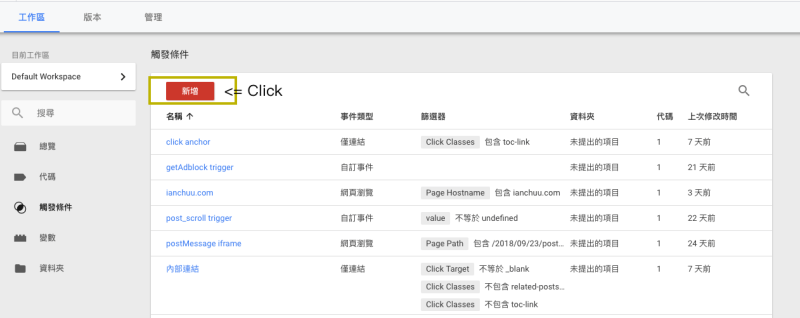 工作區 版本 管理
目前工作區
觸發條件
Default Workspace
新增 <= Click
搜尋
名稱 事件類型 篩選器 資料夾 代碼 上次修改時間
總覽
click anchor 僅連結 Click Classes 包含 toc-link 未提出的項目 1 7 天前
getAdblock trigger 自訂事件 未提出的項目 1 21 天前
代碼
ianchuu.com 網頁瀏覽 Page Hostname 包含 ianchuu.com 未提出的項目 1 3 天前
觸發條件
post_scroll trigger 自訂事件 value 不等於 undefined 未提出的項目 1 22 天前
變數
postMessage iframe 網頁瀏覽 Page Path 包含 /2018/09/23/post… 未提出的項目 1 24 天前
資料夾
內部連結 僅連結 Click Target 不等於 _blank 未提出的項目 1 7 天前
Click Classes 不包含 related-posts…
Click Classes 不包含 toc-link